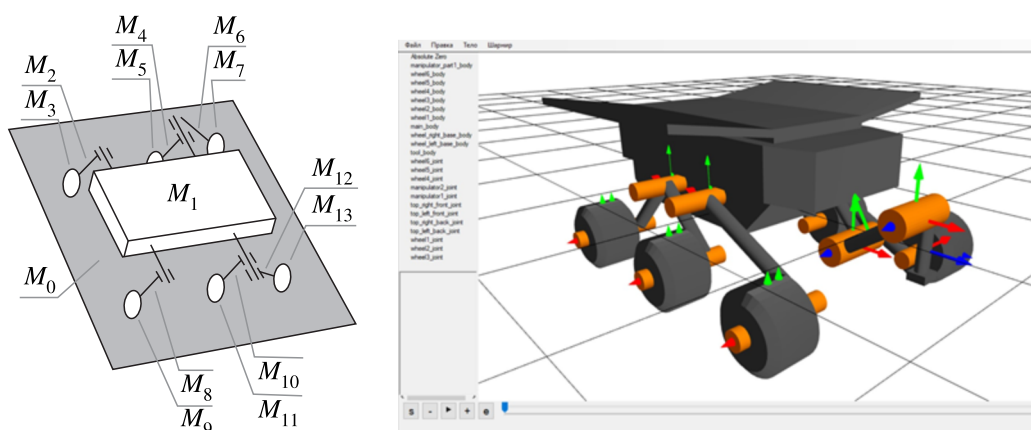 M4
M6
M5
M7
M2
M3
M1
M12
M13
M0
M8
M10
M9
M11
Файл Правка Тело Шарнир
Absolute Zero
manipulator_part1_body
wheel6_body
wheel5_body
wheel4_body
wheel3_body
wheel2_body
wheel1_body
main_body
wheel_right_base_body
wheel_left_base_body
tool_body
wheel6_joint
wheel5_joint
wheel4_joint
manipulator2_joint
manipulator1_joint
top_right_front_joint
top_left_front_joint
top_right_back_joint
top_left_back_joint
wheel1_joint
wheel2_joint
wheel3_joint
s - + e